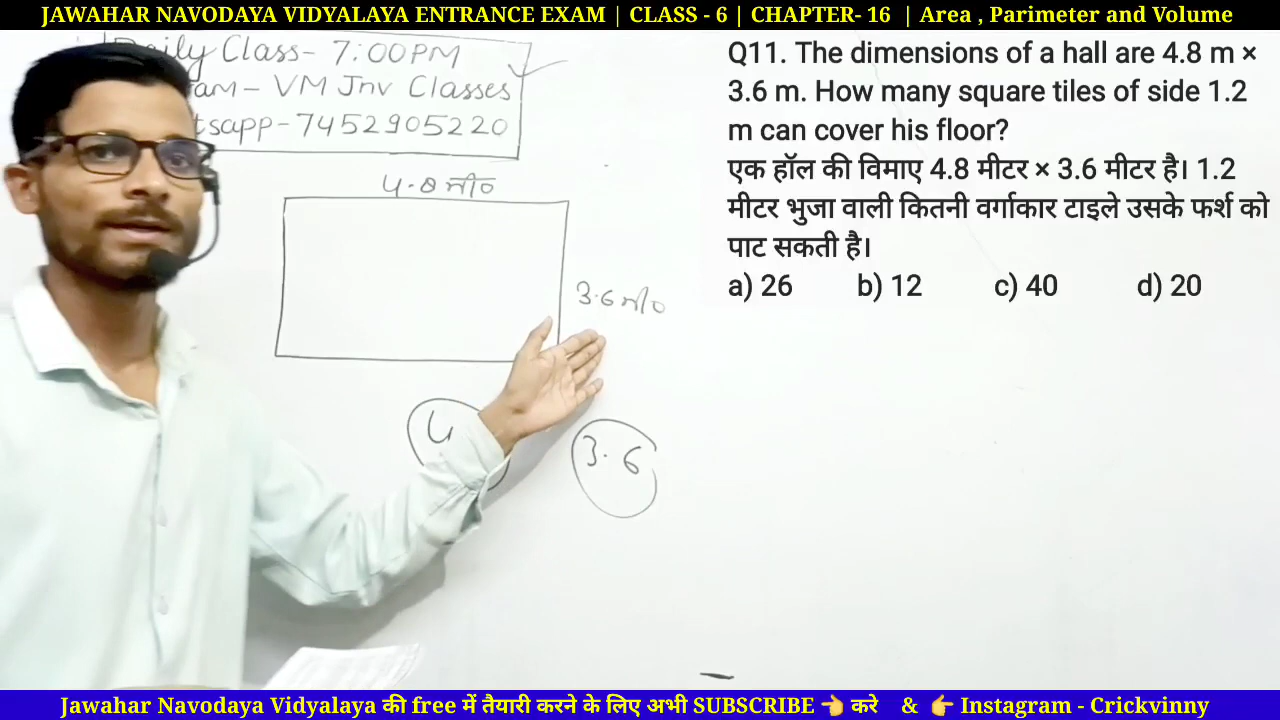 JAWAHAR NAVODAYA VIDYALAYA ENTRANCE EXAM | CLASS - 6 | CHAPTER- 16 | Area , Parimeter and Volume
Daily Class- 7:00PM
am- VM Jnv Classes
tsapp-7452905220
4.8 मी०
3.6 मी०
4
3.6
Q11. The dimensions of a hall are 4.8 m ×
3.6 m. How many square tiles of side 1.2
m can cover his floor?
एक हॉल की विमाए 4.8 मीटर × 3.6 मीटर है। 1.2
मीटर भुजा वाली कितनी वर्गाकार टाइले उसके फर्श को
पाट सकती है।
a) 26 b) 12 c) 40 d) 20
Jawahar Navodaya Vidyalaya की free में तैयारी करने के लिए अभी SUBSCRIBE 👈 करे & 👉 Instagram - Crickvinny